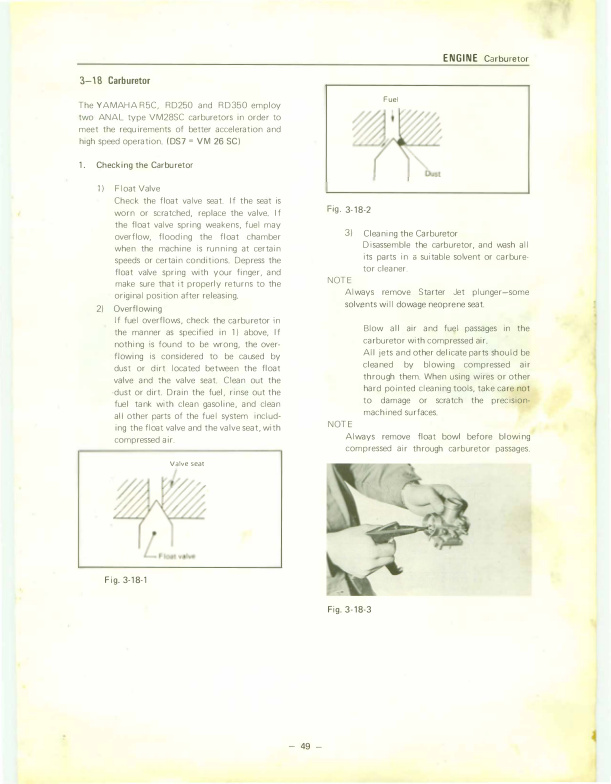 ENGINE Carburetor
3–18 Carburetor
The YAMAHA R5C, RD250 and RD350 employ
two ANAL type VM28SC carburetors in order to
meet the requirements of better acceleration and
high speed operation. (DS7 = VM 26 SC)
1. Checking the Carburetor
1) Float Valve
Check the float valve seat. If the seat is
worn or scratched, replace the valve. If
the float valve spring weakens, fuel may
overflow, flooding the float chamber
when the machine is running at certain
speeds or certain conditions. Depress the
float valve spring with your finger, and
make sure that it properly returns to the
original position after releasing.
2) Overflowing
If fuel overflows, check the carburetor in
the manner as specified in 1) above, If
nothing is found to be wrong, the over-
flowing is considered to be caused by
dust or dirt located between the float
valve and the valve seat. Clean out the
dust or dirt. Drain the fuel, rinse out the
fuel tank with clean gasoline, and clean
all other parts of the fuel system includ-
ing the float valve and the valve seat, with
compressed air.
Valve seat
Float valve
Fig. 3-18-1
Fuel
Dust
Fig. 3-18-2
3) Cleaning the Carburetor
Disassemble the carburetor, and wash all
its parts in a suitable solvent or carbure-
tor cleaner.
NOTE
Always remove Starter Jet plunger—some
solvents will dowage neoprene seat.
Blow all air and fuel passages in the
carburetor with compressed air.
All jets and other delicate parts should be
cleaned by blowing compressed air
through them. When using wires or other
hard pointed cleaning tools, take care not
to damage or scratch the precision-
machined surfaces.
NOTE
Always remove float bowl before blowing
compressed air through carburetor passages.
Fig. 3-18-3
– 49 –